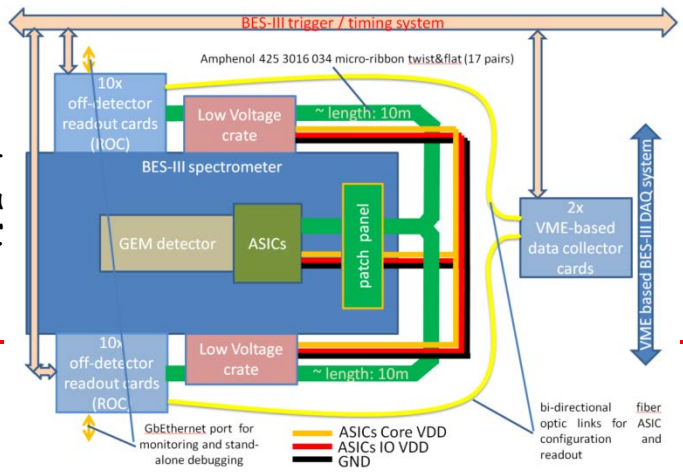 BES-III trigger / timing system
Amphenol 425 3016 034 micro-ribbon twist&flat (17 pairs)
10x
off-detector
readout cards
(ROC)
Low Voltage
crate
~ length: 10m
BES-III spectrometer
GEM detector
ASICs
patch panel
2x
VME-based
data collector
cards
VME based BES-III DAQ system
10x
off-detector
readout cards
(ROC)
Low Voltage
crate
~ length: 10m
GbEthernet port for
monitoring and stand-
alone debugging
ASICs Core VDD
ASICs IO VDD
GND
bi-directional fiber
optic links for ASIC
configuration and
readout